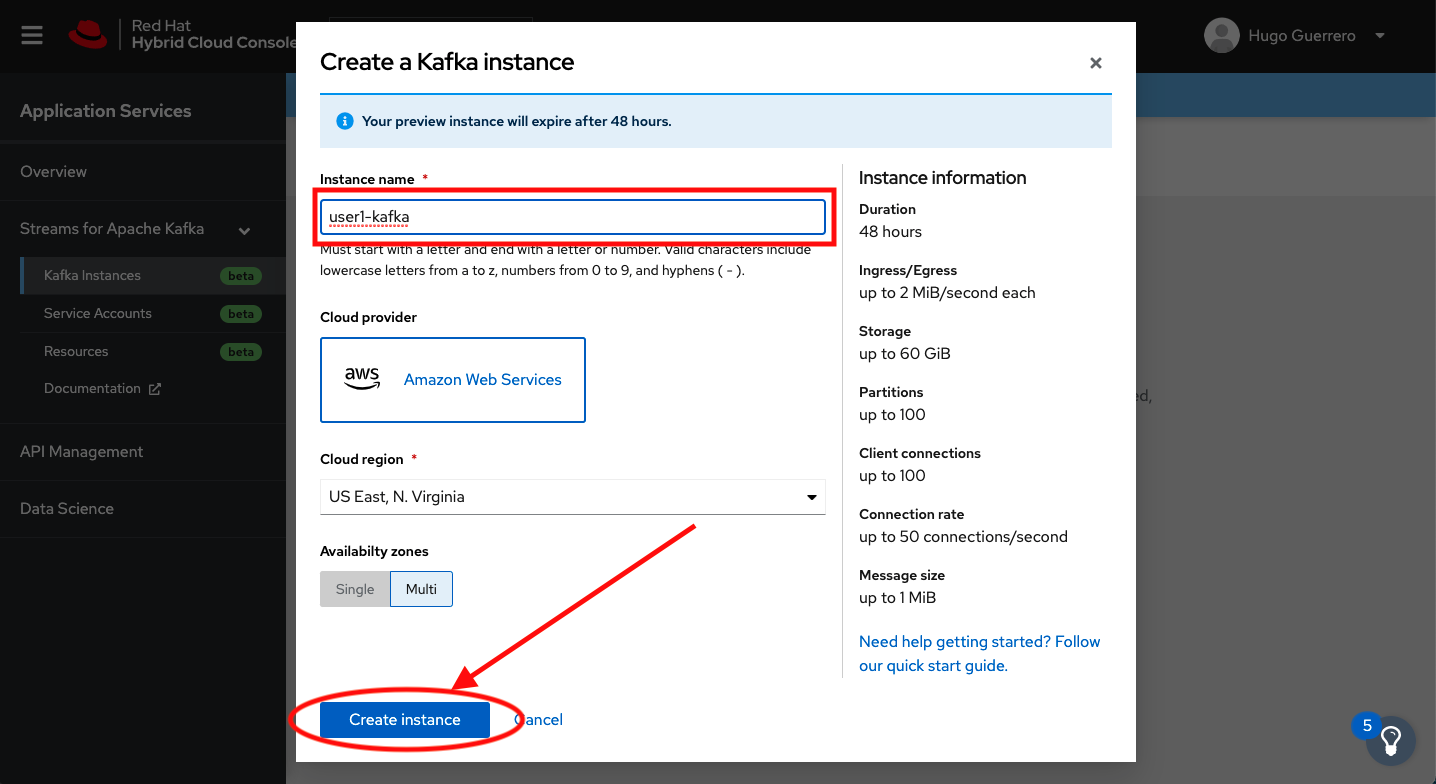 Red Hat
Hybrid Cloud Console
Hugo Guerrero
Application Services
Overview
Streams for Apache Kafka
Kafka Instances beta
Service Accounts beta
Resources beta
Documentation
API Management
Data Science
Create a Kafka instance
Your preview instance will expire after 48 hours.
Instance name *
user1-kafka
Must start with a letter and end with a letter or number. Valid characters include
lowercase letters from a to z, numbers from 0 to 9, and hyphens ( - ).
Cloud provider
aws Amazon Web Services
Cloud region *
US East, N. Virginia
Availabilty zones
Single Multi
Create instance Cancel
Instance information
Duration
48 hours
Ingress/Egress
up to 2 MiB/second each
Storage
up to 60 GiB
Partitions
up to 100
Client connections
up to 100
Connection rate
up to 50 connections/second
Message size
up to 1 MiB
Need help getting started? Follow
our quick start guide.
5